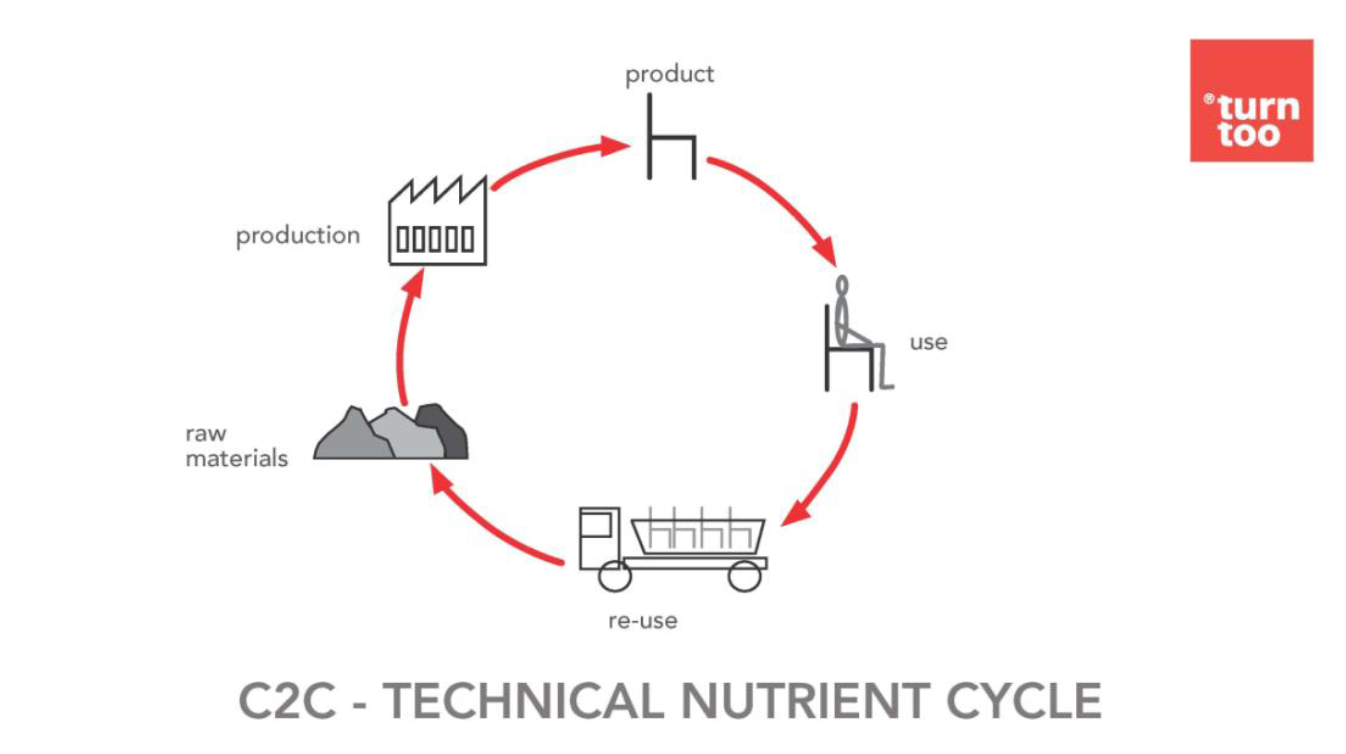 product
®turn
too
production
use
raw
materials
re-use
C2C - TECHNICAL NUTRIENT CYCLE